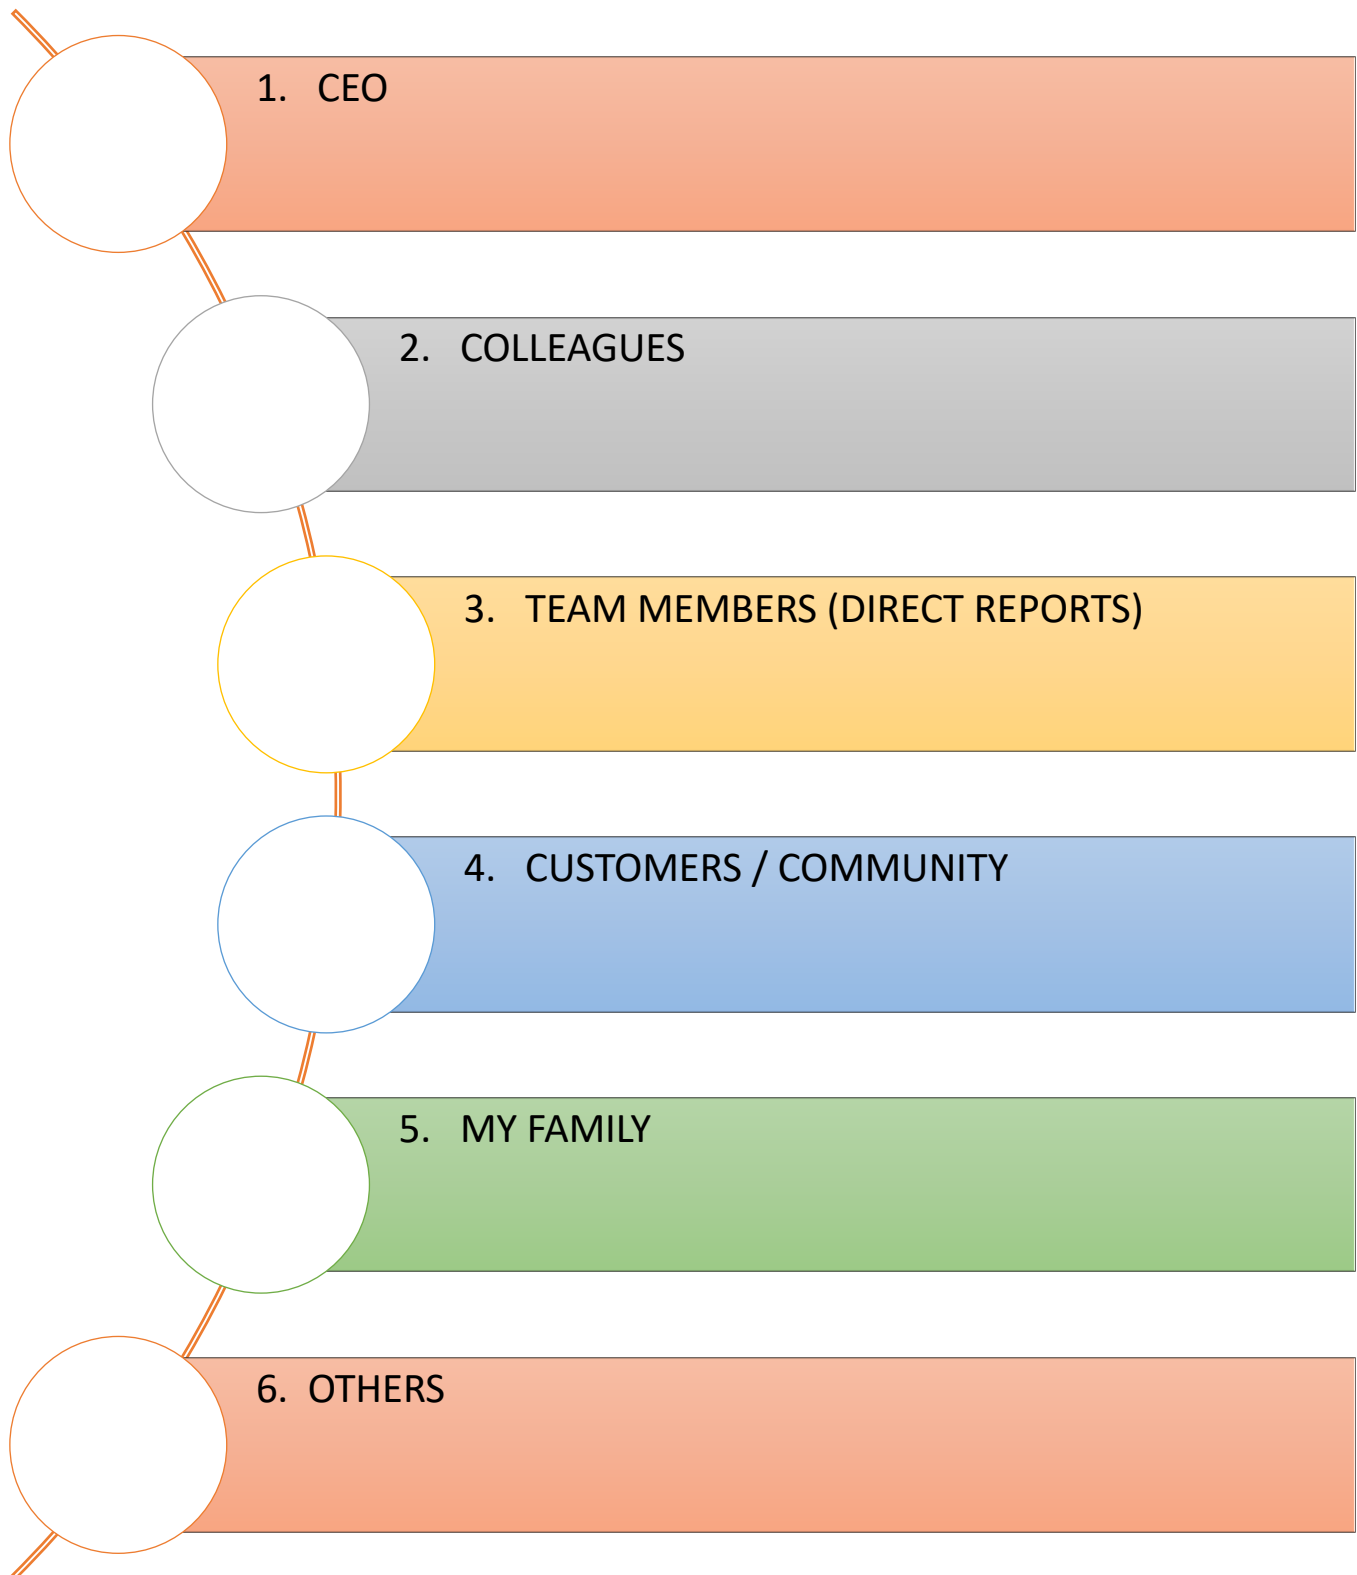 1. CEO
2. COLLEAGUES
3. TEAM MEMBERS (DIRECT REPORTS)
4. CUSTOMERS / COMMUNITY
5. MY FAMILY
6. OTHERS